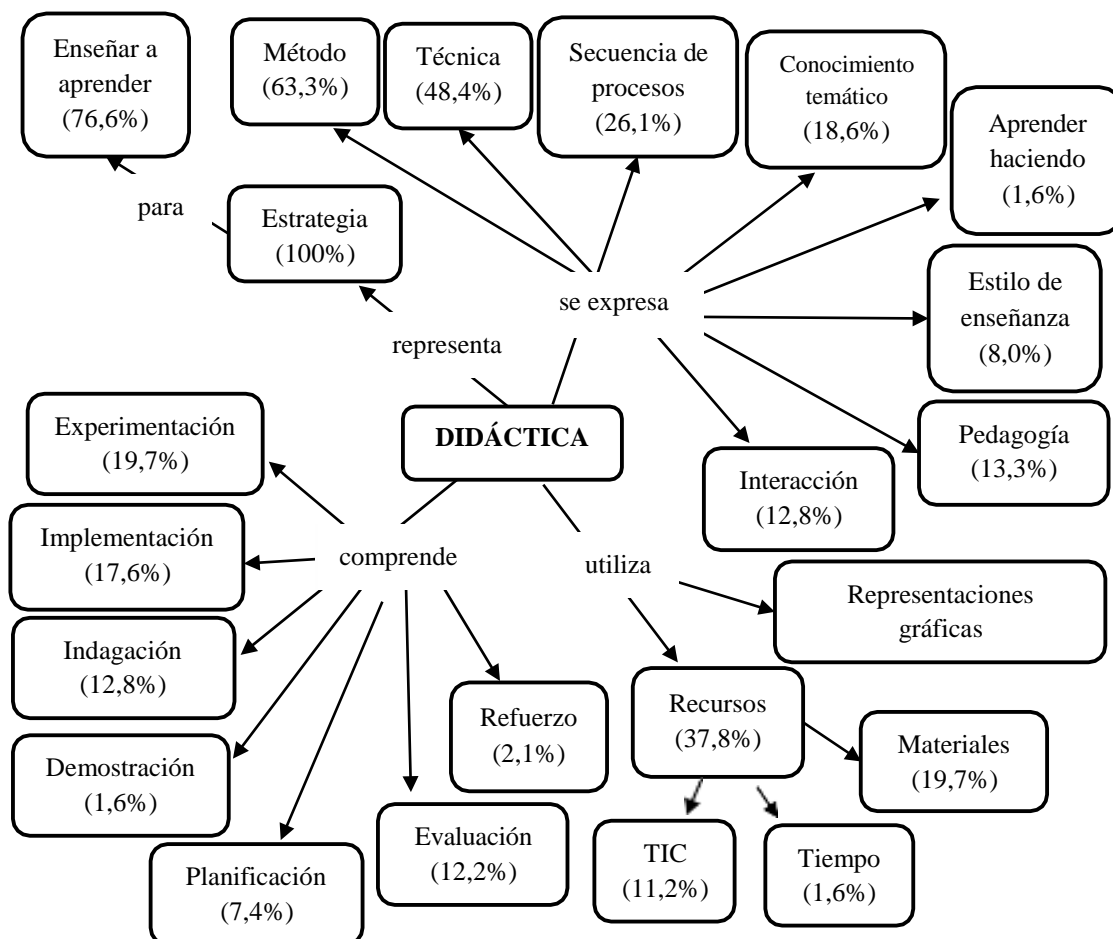 Enseñar a
aprender
(76,6%)
Método
(63,3%)
Técnica
(48,4%)
Secuencia de
procesos
(26,1%)
Conocimiento
temático
(18,6%)
Aprender
haciendo
(1,6%)
para
Estrategia
(100%)
se expresa
Estilo de
enseñanza
(8,0%)
representa
DIDÁCTICA
Pedagogía
(13,3%)
Interacción
(12,8%)
Experimentación
(19,7%)
Implementación
(17,6%)
comprende
utiliza
Representaciones
gráficas
Indagación
(12,8%)
Refuerzo
(2,1%)
Recursos
(37,8%)
Materiales
(19,7%)
Demostración
(1,6%)
Evaluación
(12,2%)
TIC
(11,2%)
Tiempo
(1,6%)
Planificación
(7,4%)